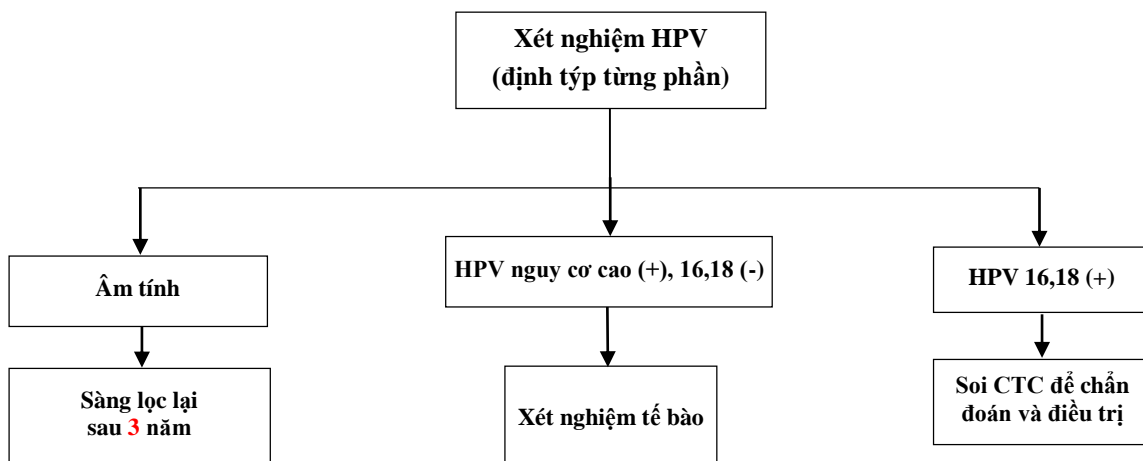 Xét nghiệm HPV
(định týp từng phần)
Âm tính
HPV nguy cơ cao (+), 16,18 (-)
HPV 16,18 (+)
Sàng lọc lại
sau 3 năm
Xét nghiệm tế bào
Soi CTC để chẩn
đoán và điều trị